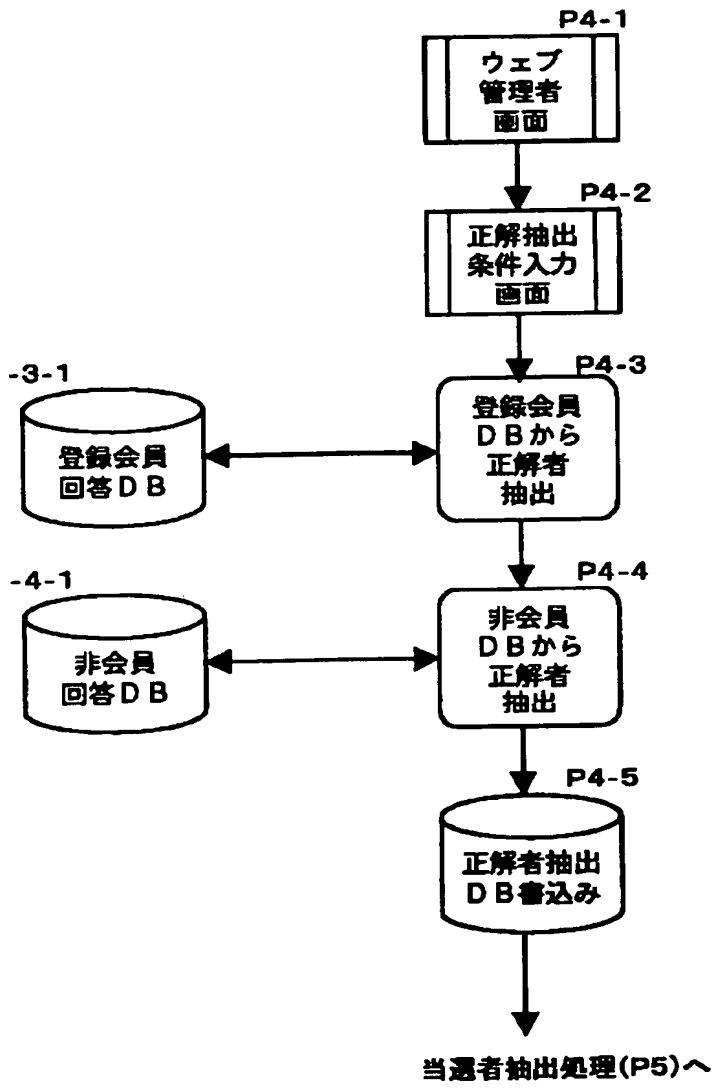 P4-1
ウェブ
管理者
画面
P4-2
正解抽出
条件入力
画面
P4-3
登録会員
DBから
正解者
抽出
-3-1
登録会員
回答DB
P4-4
非会員
DBから
正解者
抽出
-4-1
非会員
回答DB
P4-5
正解者抽出
DB書込み
当選者抽出処理(P5)へ